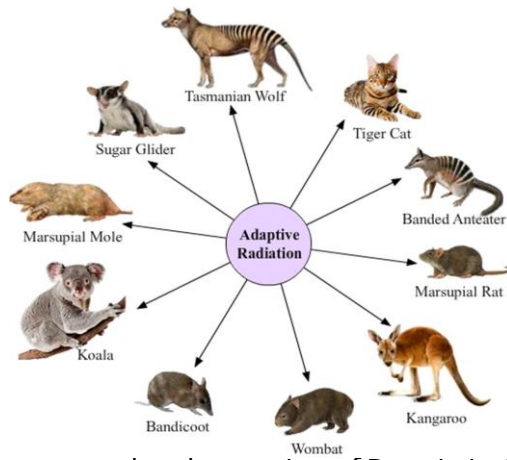 Tasmanian Wolf
Tiger Cat
Sugar Glider
Banded Anteater
Marsupial Mole
Adaptive
Radiation
Marsupial Rat
Koala
Kangaroo
Bandicoot
Wombat